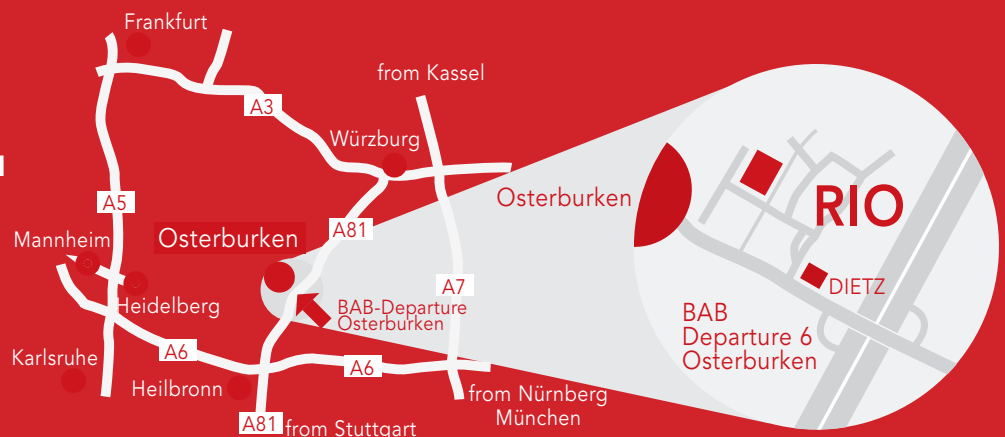 Frankfurt
from Kassel
A3
Würzburg
A5
A81
Mannheim
Osterburken
Heidelberg
A7
BAB-Departure
Osterburken
Karlsruhe
A6
A6
Heilbronn
from Nürnberg
München
A81 from Stuttgart
Osterburken
RIO
DIETZ
BAB
Departure 6
Osterburken